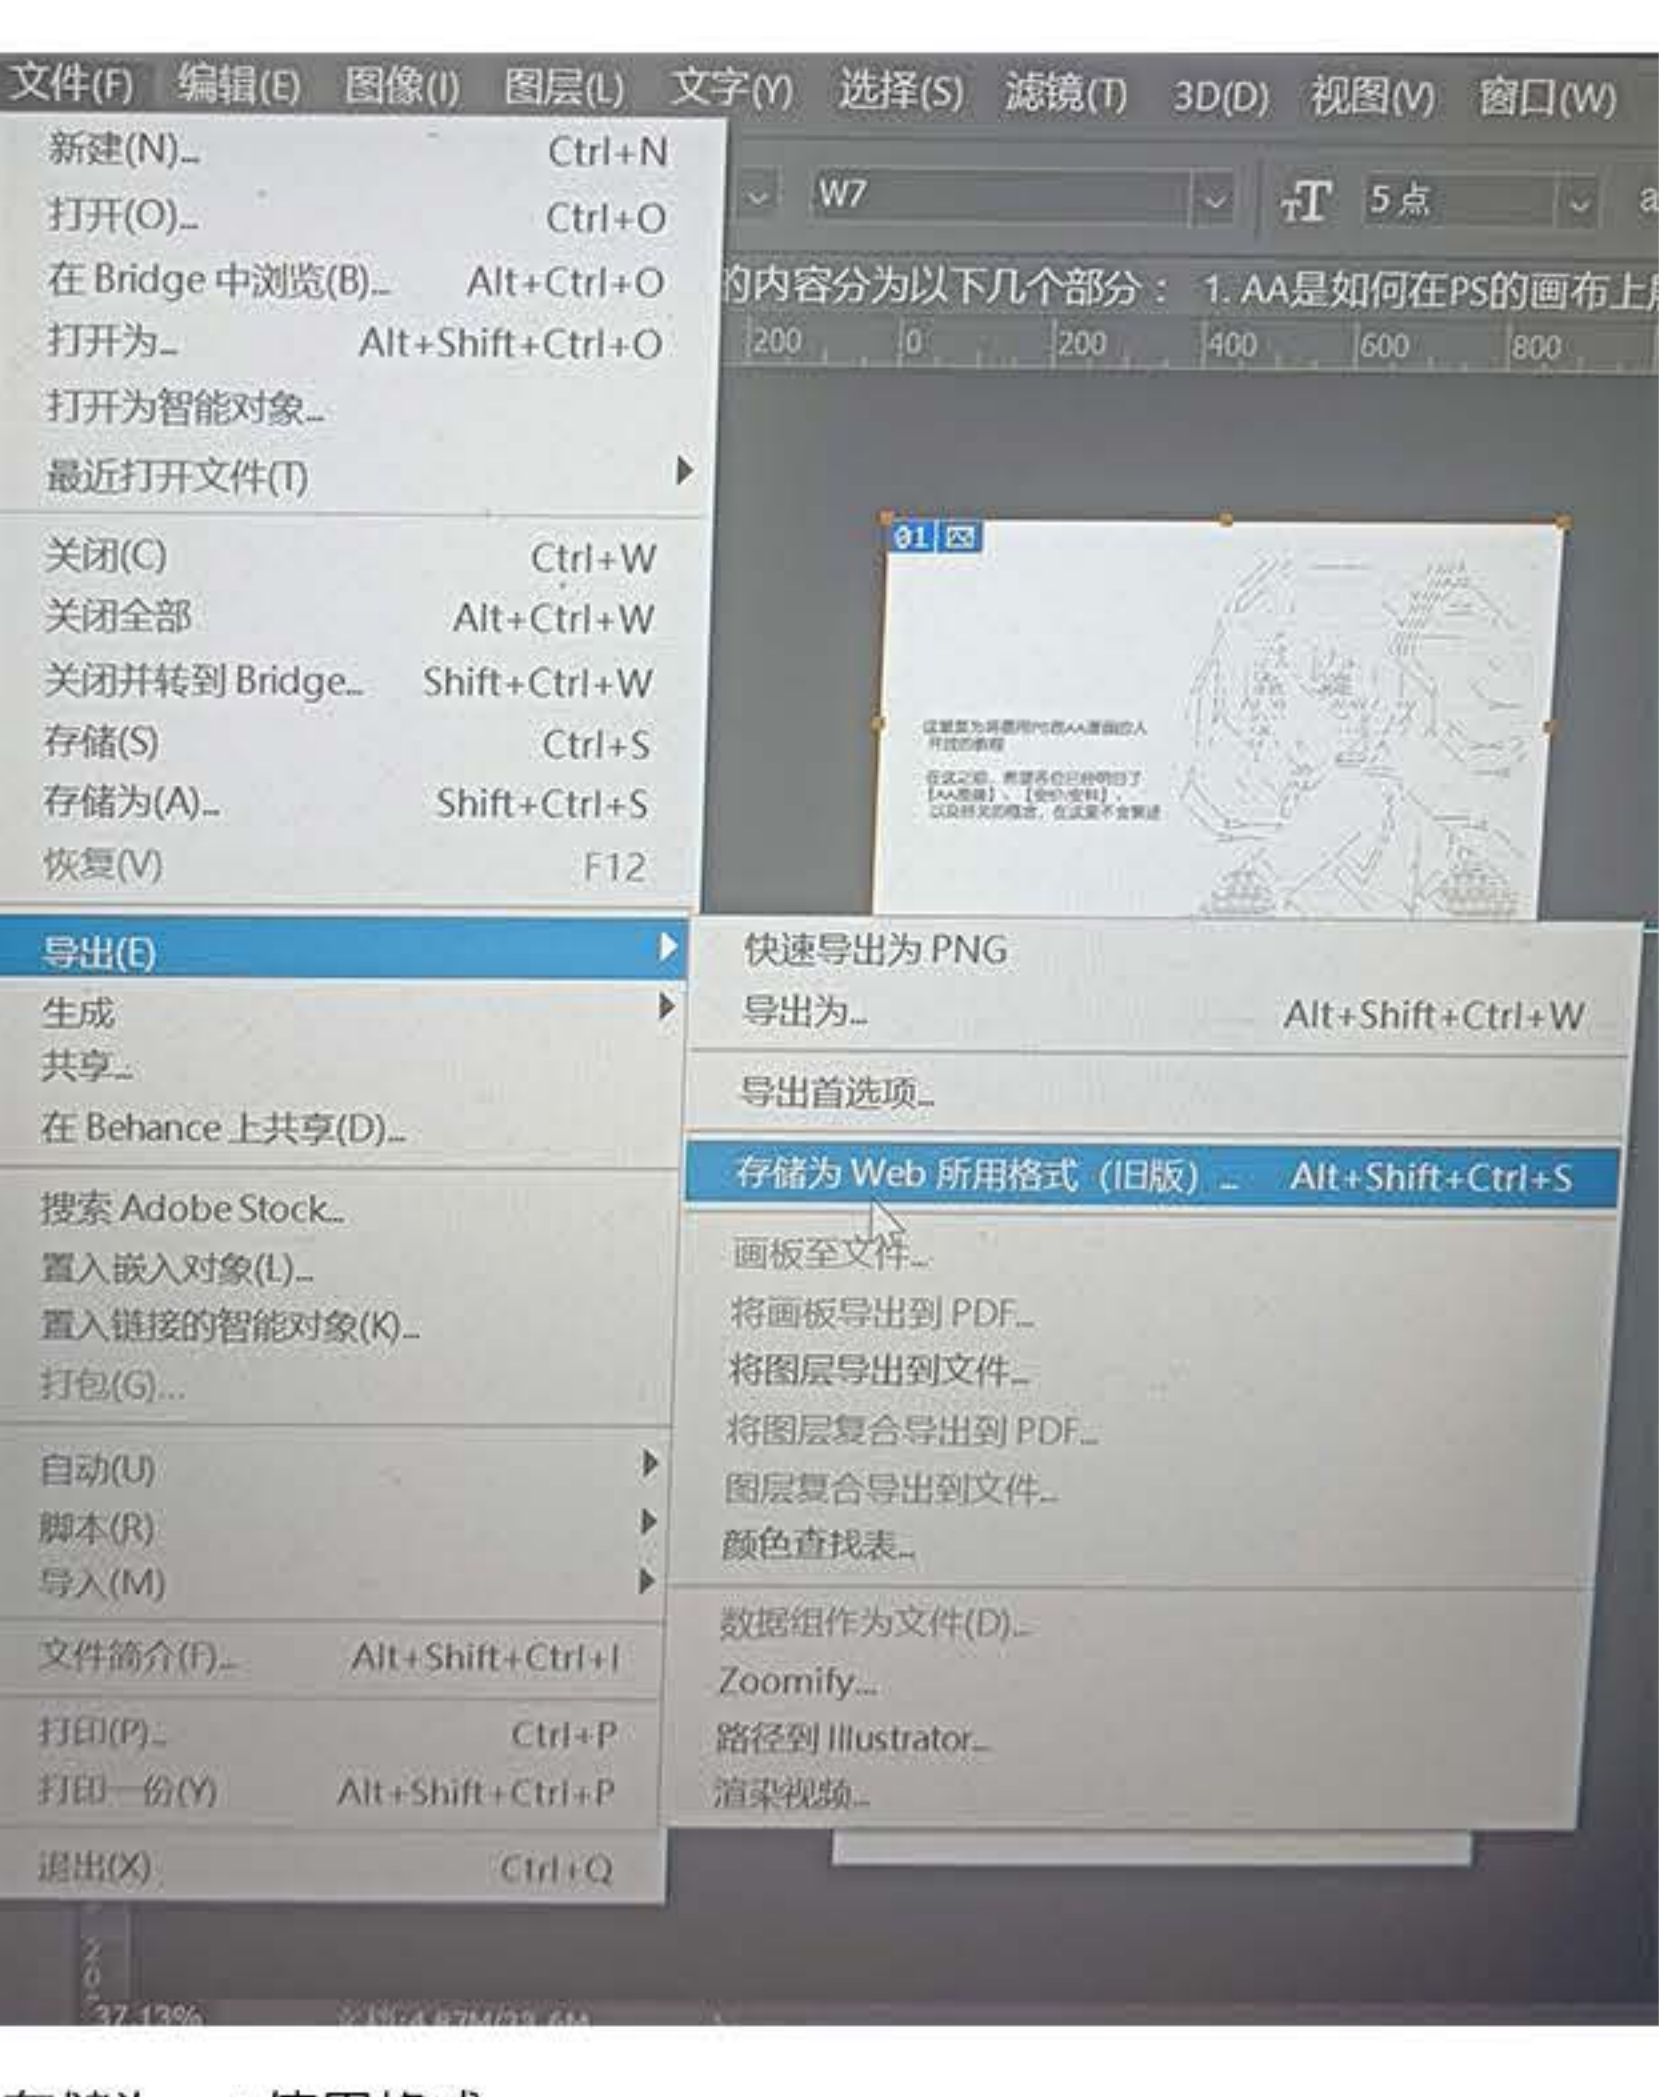 文件(F) 编辑(E) 图像(I) 图层(L) 文字(Y) 选择(S) 滤镜(T) 3D(D) 视图(V) 窗口(W)
新建(N)... Ctrl+N
打开(O)... Ctrl+O
在 Bridge 中浏览(B)... Alt+Ctrl+O
打开为... Alt+Shift+Ctrl+O
打开为智能对象...
最近打开文件(T)
关闭(C) Ctrl+W
关闭全部 Alt+Ctrl+W
关闭并转到 Bridge... Shift+Ctrl+W
存储(S) Ctrl+S
存储为(A)... Shift+Ctrl+S
恢复(V) F12
导出(E)
生成
共享...
在 Behance 上共享(D)...
搜索 Adobe Stock...
置入嵌入对象(L)...
置入链接的智能对象(K)...
打包(G)...
自动(U)
脚本(R)
导入(M)
文件简介(F)... Alt+Shift+Ctrl+I
打印(P)... Ctrl+P
打印一份(Y) Alt+Shift+Ctrl+P
退出(X) Ctrl+Q
W7 5 点
的内容分为以下几个部分： 1. AA是如何在PS的画布上
200 0 200 400 600 800
01
快速导出为 PNG
导出为... Alt+Shift+Ctrl+W
导出首选项...
存储为 Web 所用格式（旧版）... Alt+Shift+Ctrl+S
画板至文件...
将画板导出到 PDF...
将图层导出到文件...
将图层复合导出到 PDF...
图层复合导出到文件...
颜色查找表...
数据组作为文件(D)...
Zoomify...
路径到 Illustrator...
渲染视频...
37.13%